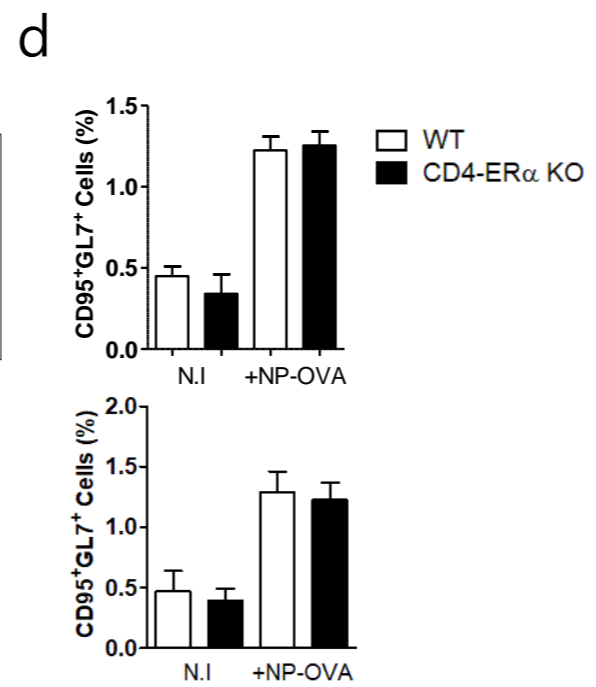 d
CD95⁺GL7⁺ Cells (%)
1.5
1.0
0.5
0.0
N.I +NP-OVA
WT
CD4-ERα KO
CD95⁺GL7⁺ Cells (%)
2.0
1.5
1.0
0.5
0.0
N.I +NP-OVA